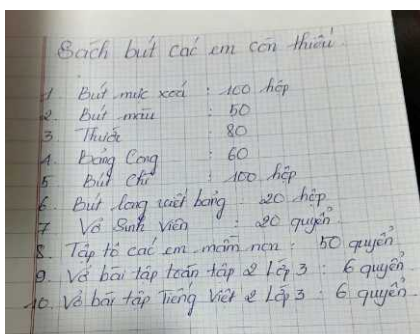 Sách bút các em còn thiếu.
1. Bút mực xoá : 100 hộp
2. Bút màu : 50
3 Thước : 80
4. Bảng Cong : 60
5 Bút Chì : 100 hộp
6. Bút lông viết bảng : 20 hộp.
7 Vở Sinh Viên : 20 quyển.
8. Tập tô các em mầm non : 50 quyển
9. Vở bài tập toán tập 2 Lớp 3 : 6 quyển
10. Vở bài tập Tiếng Việt 2 Lớp 3 : 6 quyển.